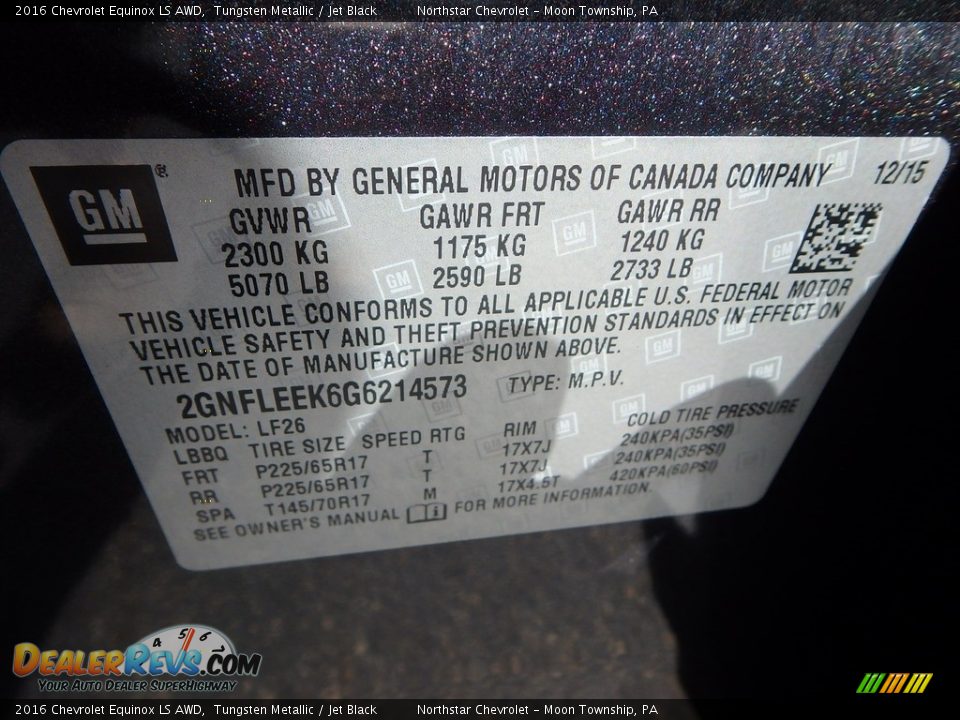 2016 Chevrolet Equinox LS AWD, Tungsten Metallic / Jet Black Northstar Chevrolet - Moon Township, PA
GM®
MFD BY GENERAL MOTORS OF CANADA COMPANY 12/15
GVWR GAWR FRT GAWR RR
2300 KG 1175 KG 1240 KG
5070 LB 2590 LB 2733 LB
THIS VEHICLE CONFORMS TO ALL APPLICABLE U.S. FEDERAL MOTOR
VEHICLE SAFETY AND THEFT PREVENTION STANDARDS IN EFFECT ON
THE DATE OF MANUFACTURE SHOWN ABOVE.
2GNFLEEK6G6214573 TYPE: M.P.V.
MODEL: LF26
LBBQ TIRE SIZE SPEED RTG RIM COLD TIRE PRESSURE
FRT P225/65R17 T 17X7J 240KPA(35PSI)
RR P225/65R17 T 17X7J 240KPA(35PSI)
SPA T145/70R17 M 17X4.5T 420KPA(60PSI)
SEE OWNER'S MANUAL FOR MORE INFORMATION.
4 5 6
DEALERREVS.COM
YOUR AUTO DEALER SUPERHIGHWAY
2016 Chevrolet Equinox LS AWD, Tungsten Metallic / Jet Black Northstar Chevrolet - Moon Township, PA